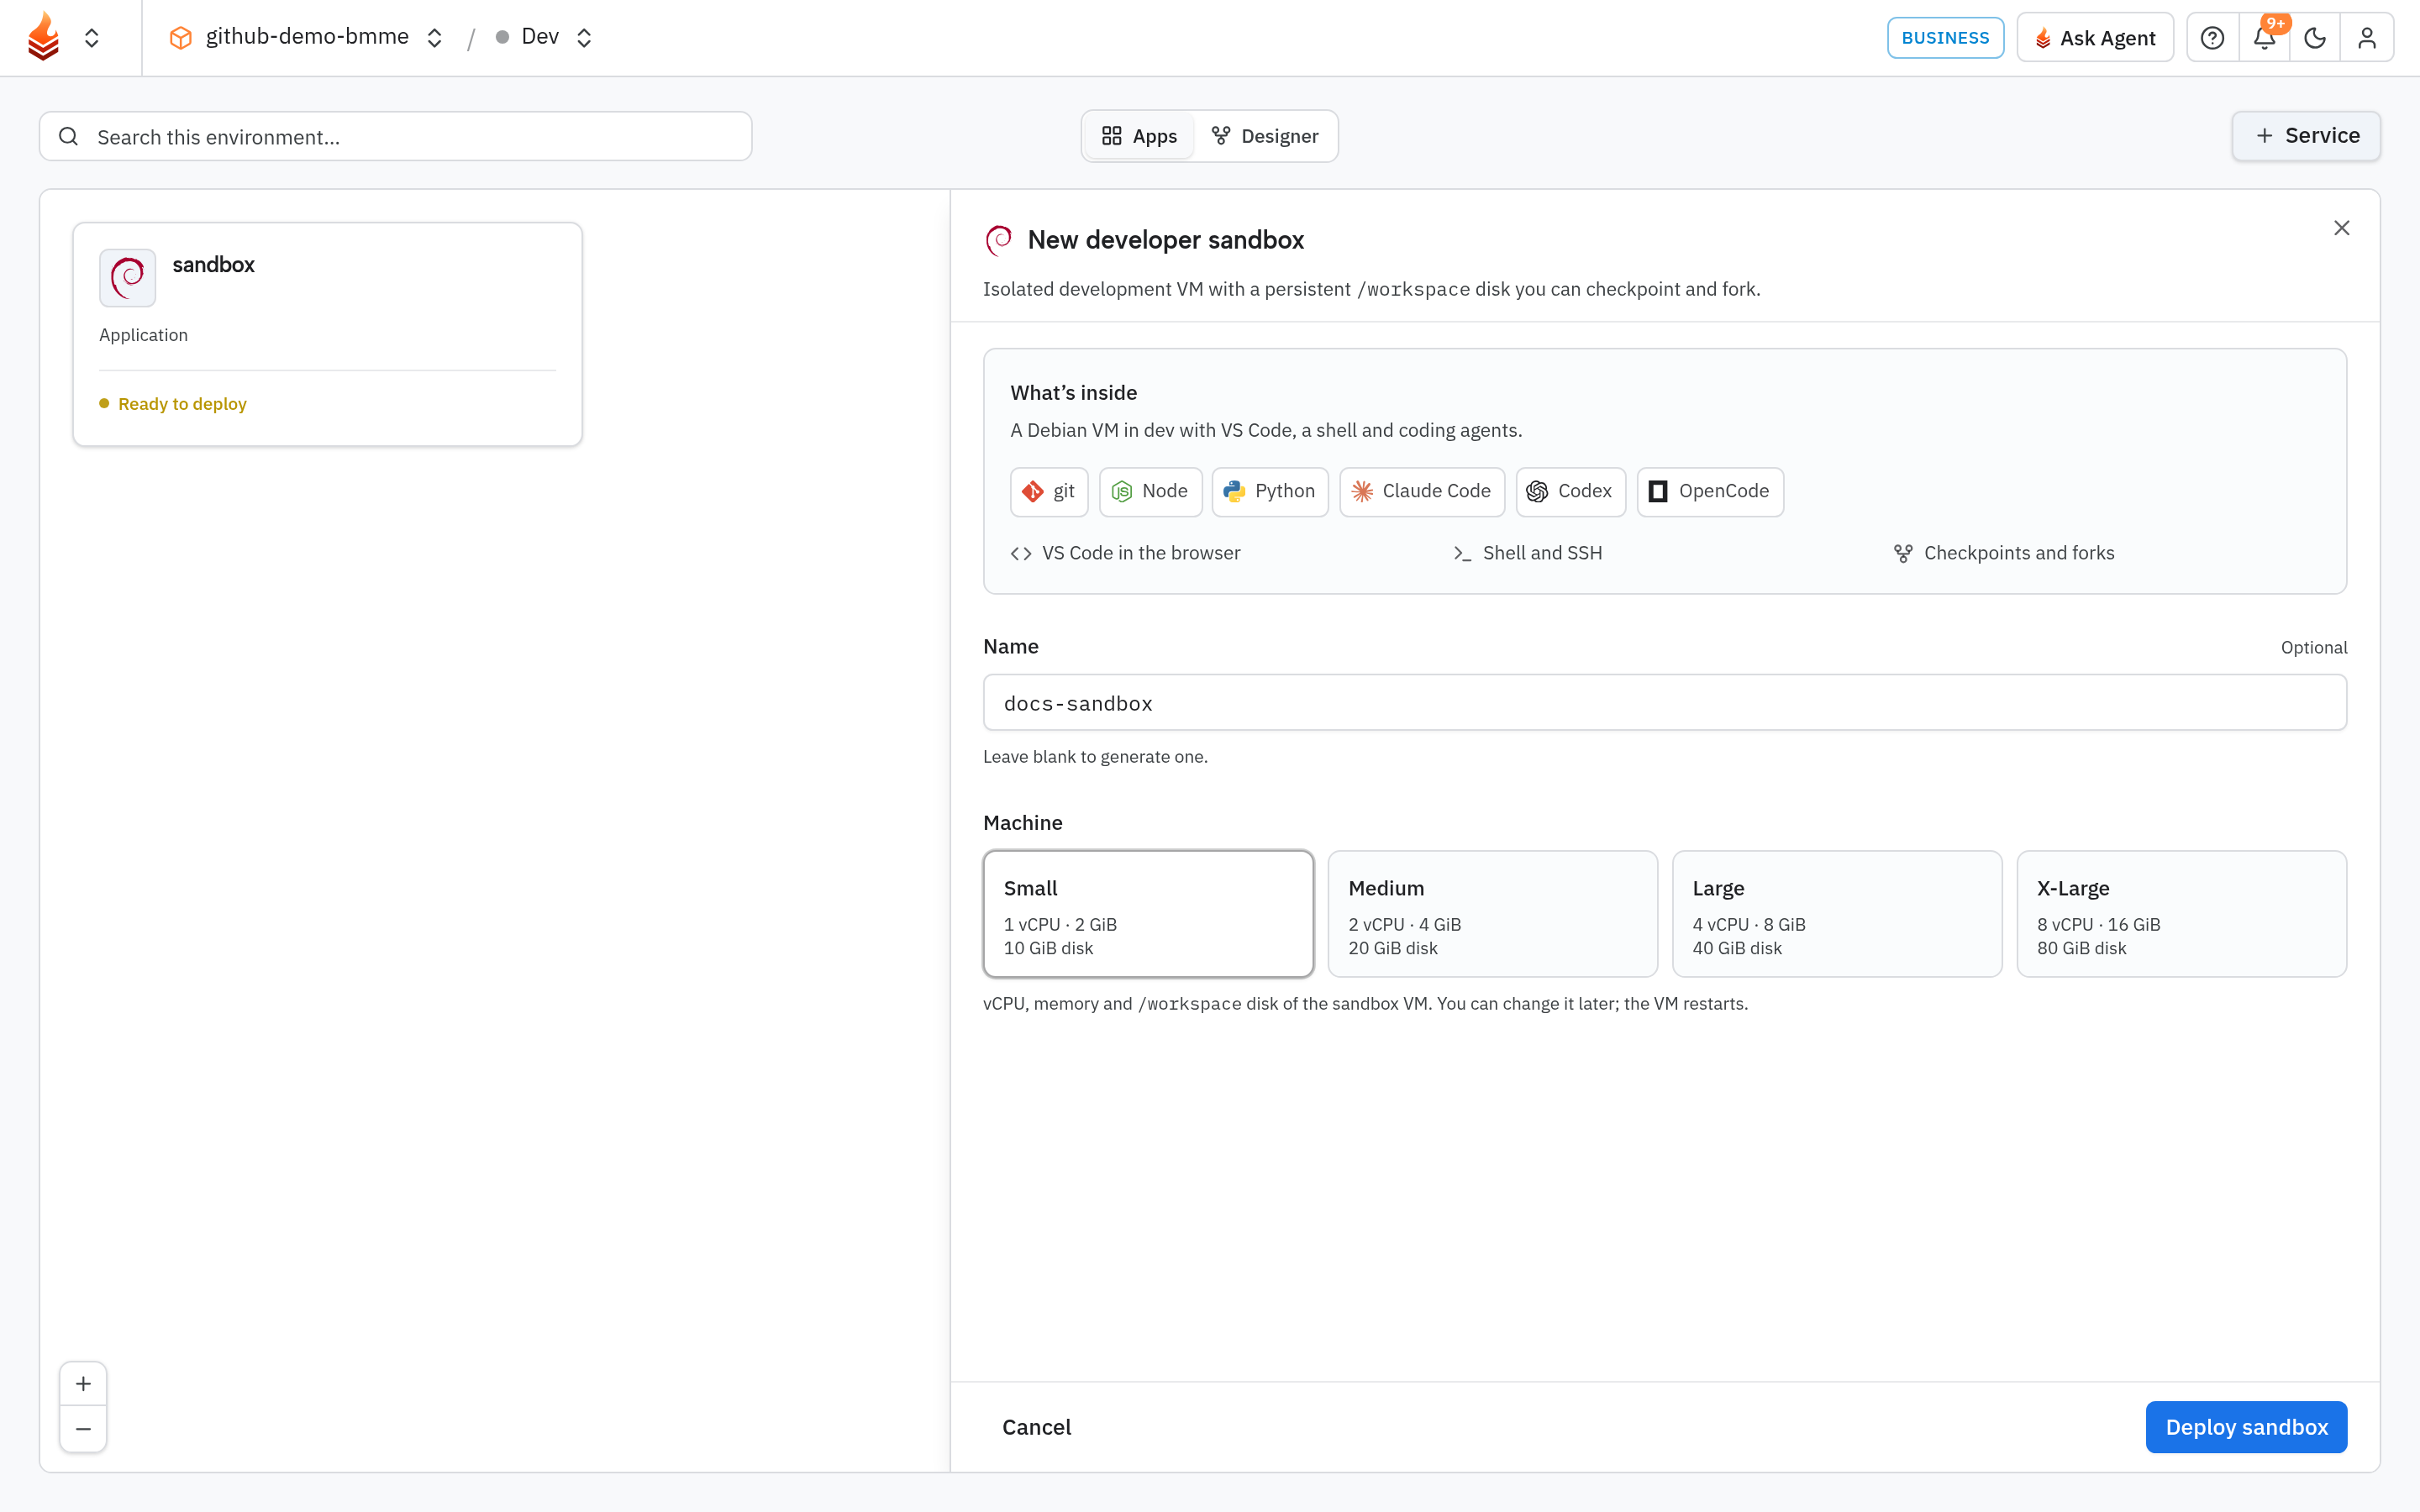 github-demo-bmme / Dev
BUSINESS
Ask Agent
9+
Search this environment...
Apps
Designer
+ Service
sandbox
Application
Ready to deploy
New developer sandbox
Isolated development VM with a persistent /workspace disk you can checkpoint and fork.
What’s inside
A Debian VM in dev with VS Code, a shell and coding agents.
git
Node
Python
Claude Code
Codex
OpenCode
VS Code in the browser
Shell and SSH
Checkpoints and forks
Name
Optional
docs-sandbox
Leave blank to generate one.
Machine
Small
1 vCPU · 2 GiB
10 GiB disk
Medium
2 vCPU · 4 GiB
20 GiB disk
Large
4 vCPU · 8 GiB
40 GiB disk
X-Large
8 vCPU · 16 GiB
80 GiB disk
vCPU, memory and /workspace disk of the sandbox VM. You can change it later; the VM restarts.
Cancel
Deploy sandbox